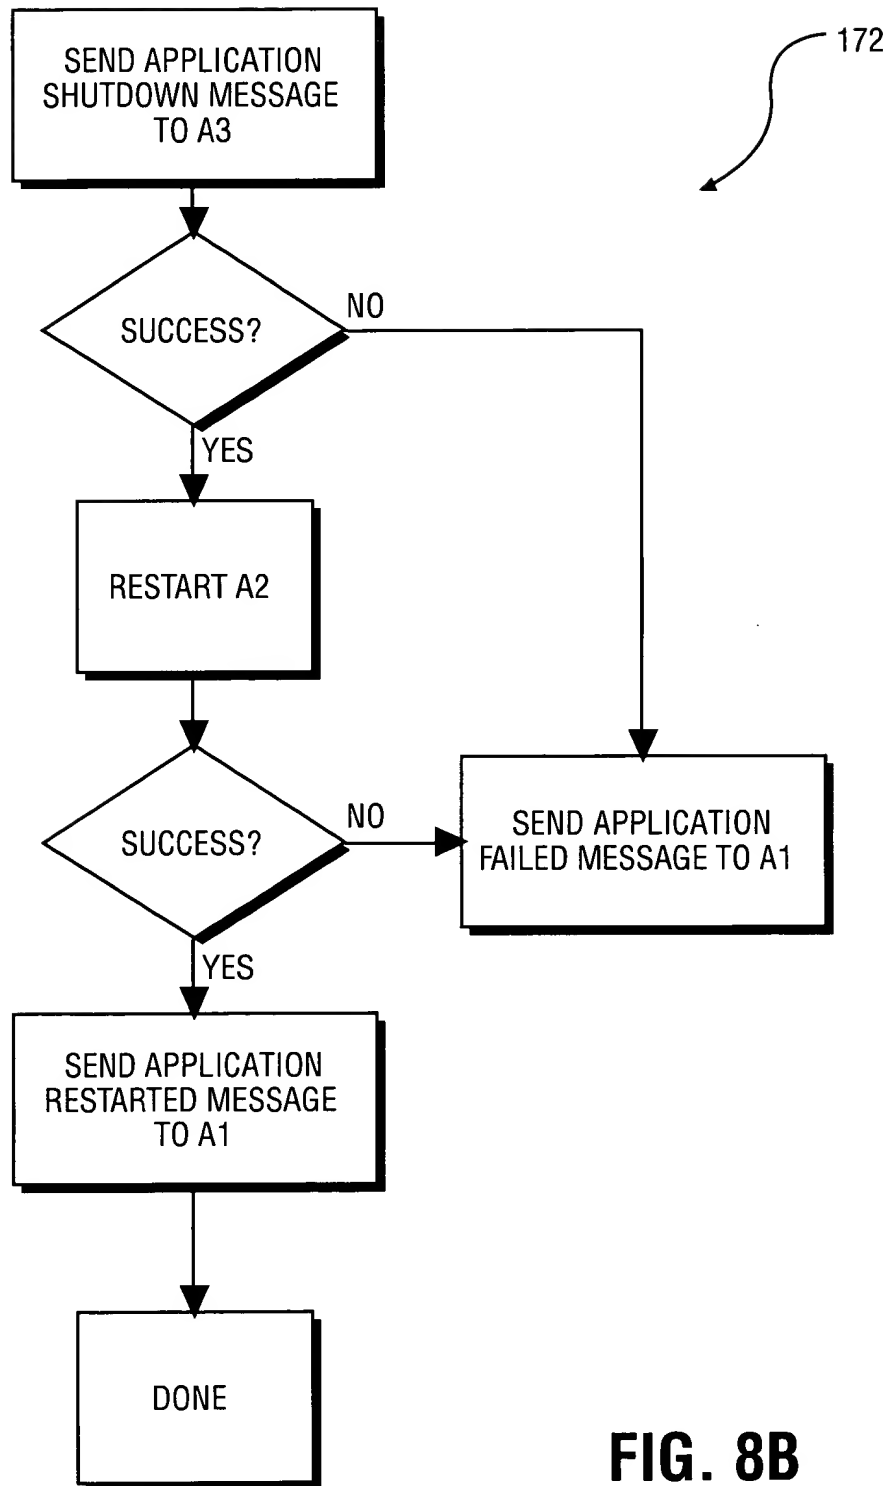 172
SEND APPLICATION
SHUTDOWN MESSAGE
TO A3
SUCCESS?
NO
YES
RESTART A2
SUCCESS?
NO
SEND APPLICATION
FAILED MESSAGE TO A1
YES
SEND APPLICATION
RESTARTED MESSAGE
TO A1
DONE
FIG. 8B